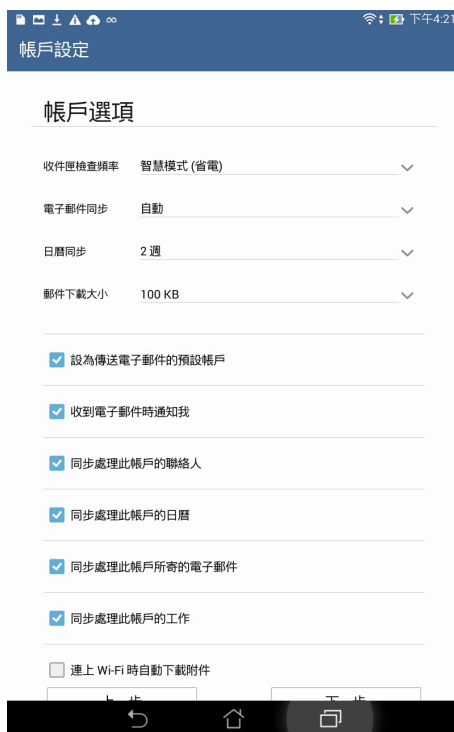 下午4:21
帳戶設定
帳戶選項
收件匣檢查頻率 智慧模式 (省電)
電子郵件同步 自動
日曆同步 2 週
郵件下載大小 100 KB
設為傳送電子郵件的預設帳戶
收到電子郵件時通知我
同步處理此帳戶的聯絡人
同步處理此帳戶的日曆
同步處理此帳戶所寄的電子郵件
同步處理此帳戶的工作
連上 Wi-Fi 時自動下載附件